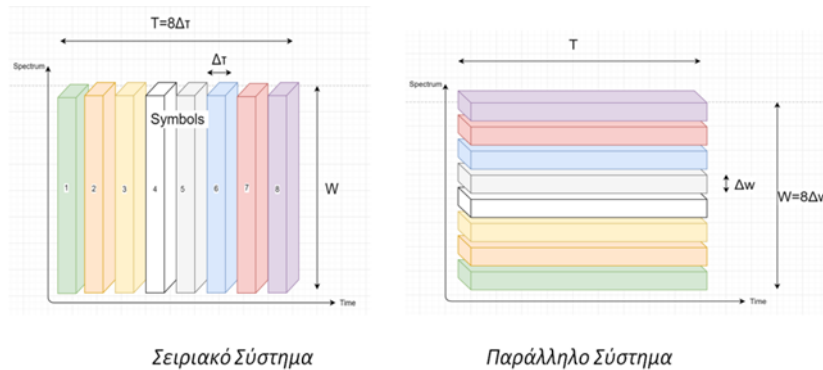 T=8Δτ
Δτ
Spectrum
Symbols
1 2 3 4 5 6 7 8
W
Time
Σειριακό Σύστημα
T
Spectrum
Δw
W=8Δw
Time
Παράλληλο Σύστημα